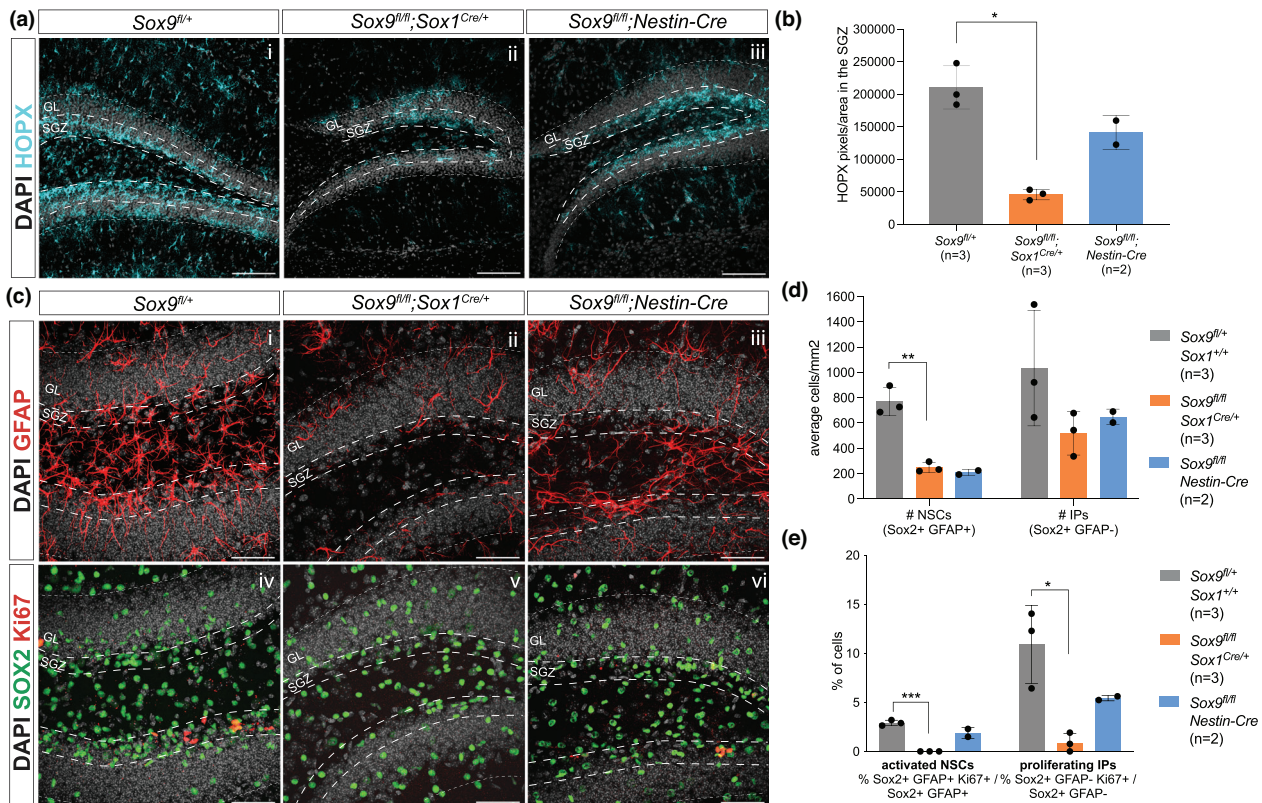 (a)
Sox9fl/+
Sox9fl/fl;Sox1Cre/+
Sox9fl/fl;Nestin-Cre
DAPI HOPX
i
GL
SGZ
ii
GL
SGZ
iii
GL
SGZ
(b)
HOPX pixels/area in the SGZ
300000
250000
200000
150000
100000
50000
0
*
Sox9fl/+
(n=3)
Sox9fl/fl;
Sox1Cre/+
(n=3)
Sox9fl/fl;
Nestin-Cre
(n=2)
(c)
Sox9fl/+
Sox9fl/fl;Sox1Cre/+
Sox9fl/fl;Nestin-Cre
DAPI GFAP
i
GL
SGZ
ii
GL
SGZ
iii
GL
SGZ
DAPI SOX2 Ki67
iv
GL
SGZ
v
GL
SGZ
vi
GL
SGZ
(d)
average cells/mm2
1600
1400
1200
1000
800
600
400
200
0
**
# NSCs
(Sox2+ GFAP+)
# IPs
(Sox2+ GFAP-)
Sox9fl/+
Sox1+/+
(n=3)
Sox9fl/fl
Sox1Cre/+
(n=3)
Sox9fl/fl
Nestin-Cre
(n=2)
(e)
% of cells
20
15
10
5
0
***
*
activated NSCs
% Sox2+ GFAP+ Ki67+ /
Sox2+ GFAP+
proliferating IPs
% Sox2+ GFAP- Ki67+ /
Sox2+ GFAP-
Sox9fl/+
Sox1+/+
(n=3)
Sox9fl/fl
Sox1Cre/+
(n=3)
Sox9fl/fl
Nestin-Cre
(n=2)